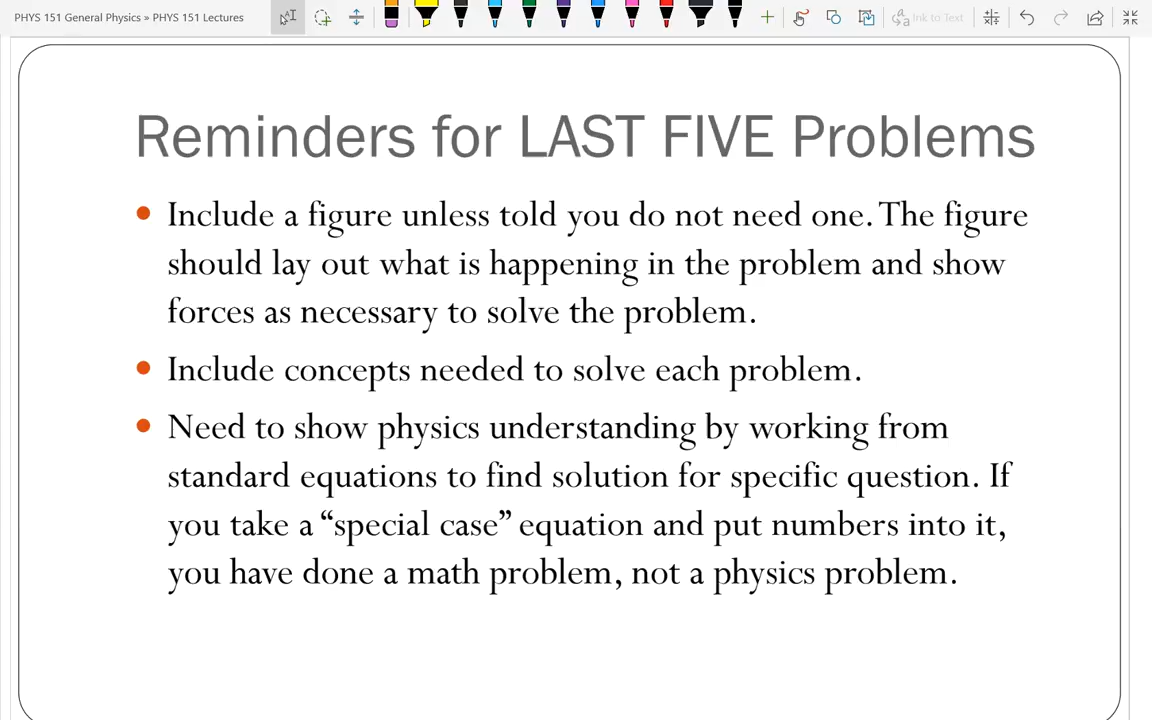 PHYS 151 General Physics » PHYS 151 Lectures
Ink to Text
Reminders for LAST FIVE Problems
• Include a figure unless told you do not need one. The figure
should lay out what is happening in the problem and show
forces as necessary to solve the problem.
• Include concepts needed to solve each problem.
• Need to show physics understanding by working from
standard equations to find solution for specific question. If
you take a “special case” equation and put numbers into it,
you have done a math problem, not a physics problem.